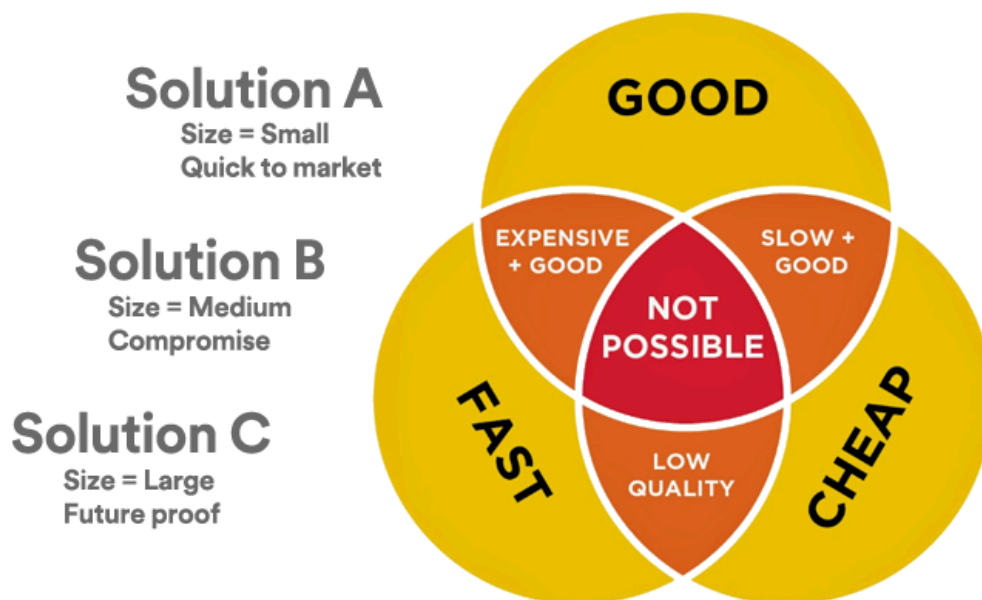 Solution A
Size = Small
Quick to market
Solution B
Size = Medium
Compromise
Solution C
Size = Large
Future proof
GOOD
EXPENSIVE
+ GOOD
SLOW +
GOOD
NOT
POSSIBLE
FAST
CHEAP
LOW
QUALITY